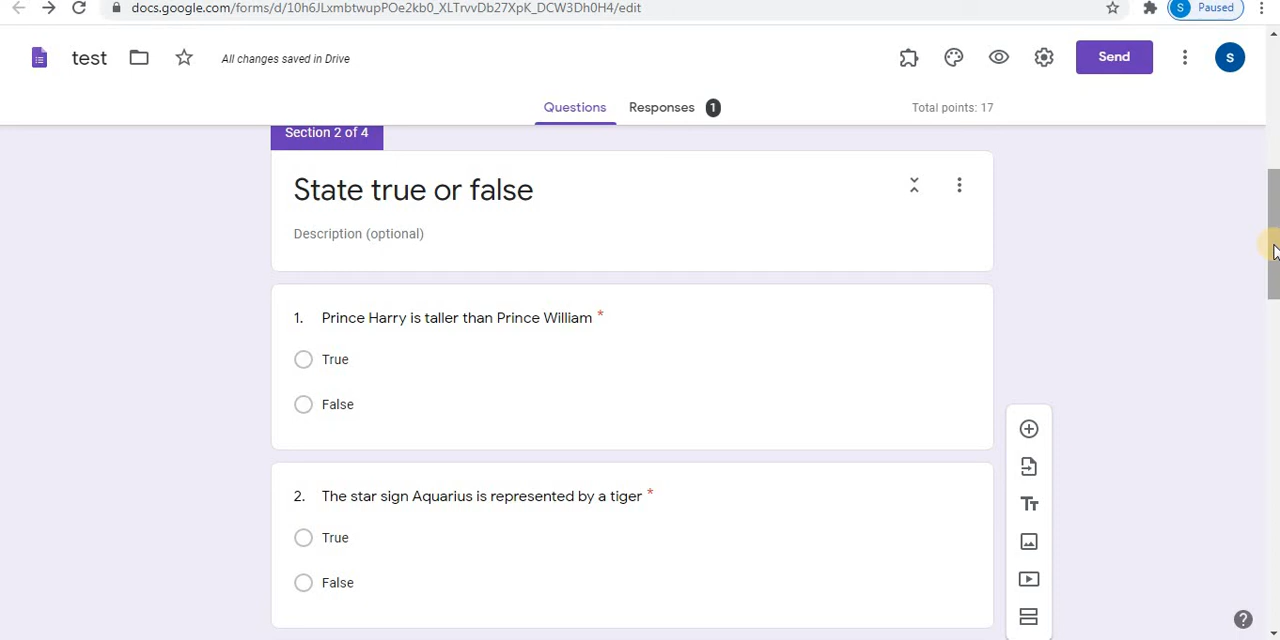 docs.google.com/forms/d/10h6JLxmbtwupPOe2kb0_XLTrvvDb27XpK_DCW3Dh0H4/edit
S Paused
test
All changes saved in Drive
Send
S
Questions
Responses 1
Total points: 17
Section 2 of 4
State true or false
Description (optional)
1. Prince Harry is taller than Prince William *
True
False
2. The star sign Aquarius is represented by a tiger *
True
False
Tт
?